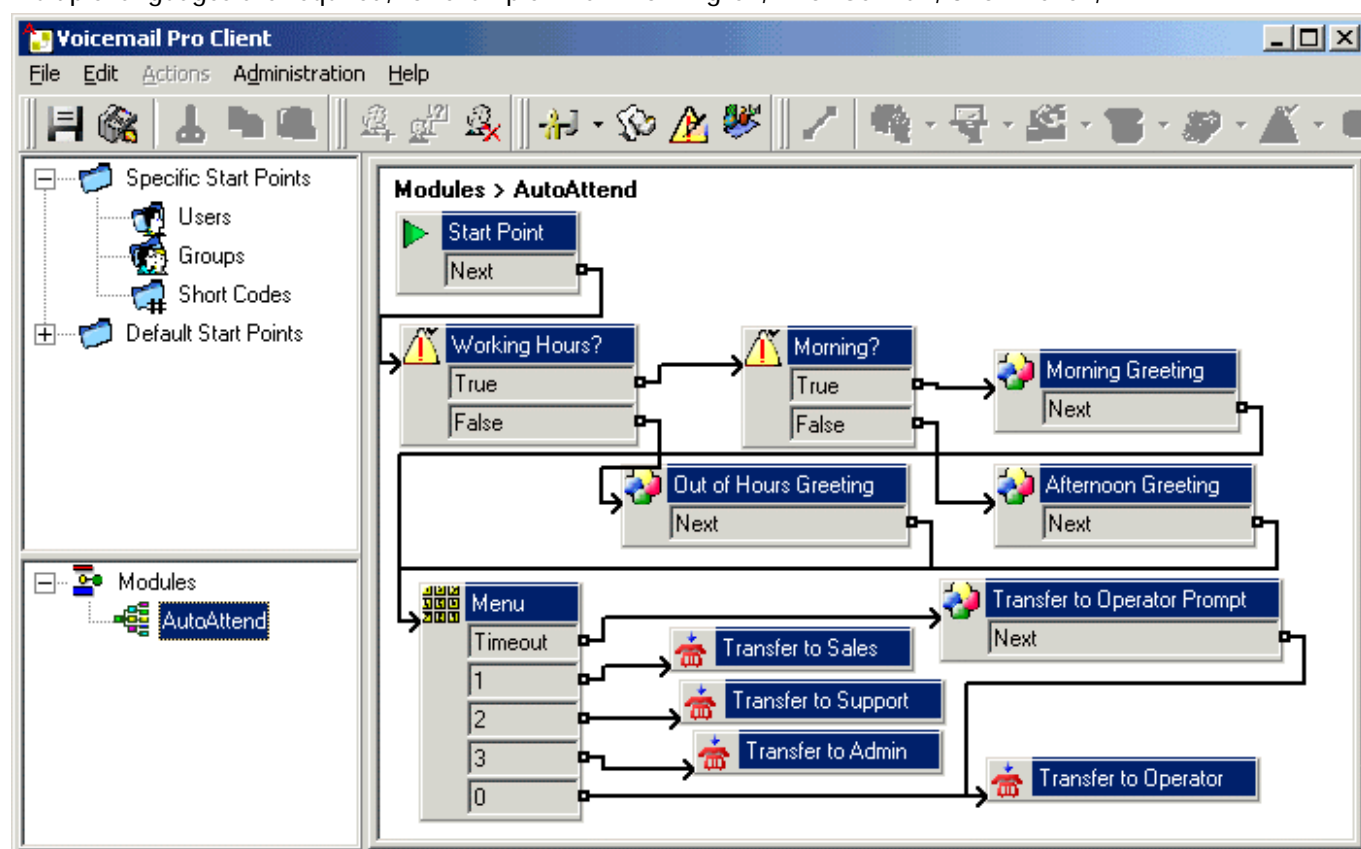 Voicemail Pro Client
File Edit Actions Administration Help
Specific Start Points
Users
Groups
Short Codes
Default Start Points
Modules
AutoAttend
Modules > AutoAttend
Start Point
Next
Working Hours?
True
False
Morning?
True
False
Morning Greeting
Next
Out of Hours Greeting
Next
Afternoon Greeting
Next
Menu
Timeout
1
2
3
0
Transfer to Operator Prompt
Next
Transfer to Sales
Transfer to Support
Transfer to Admin
Transfer to Operator